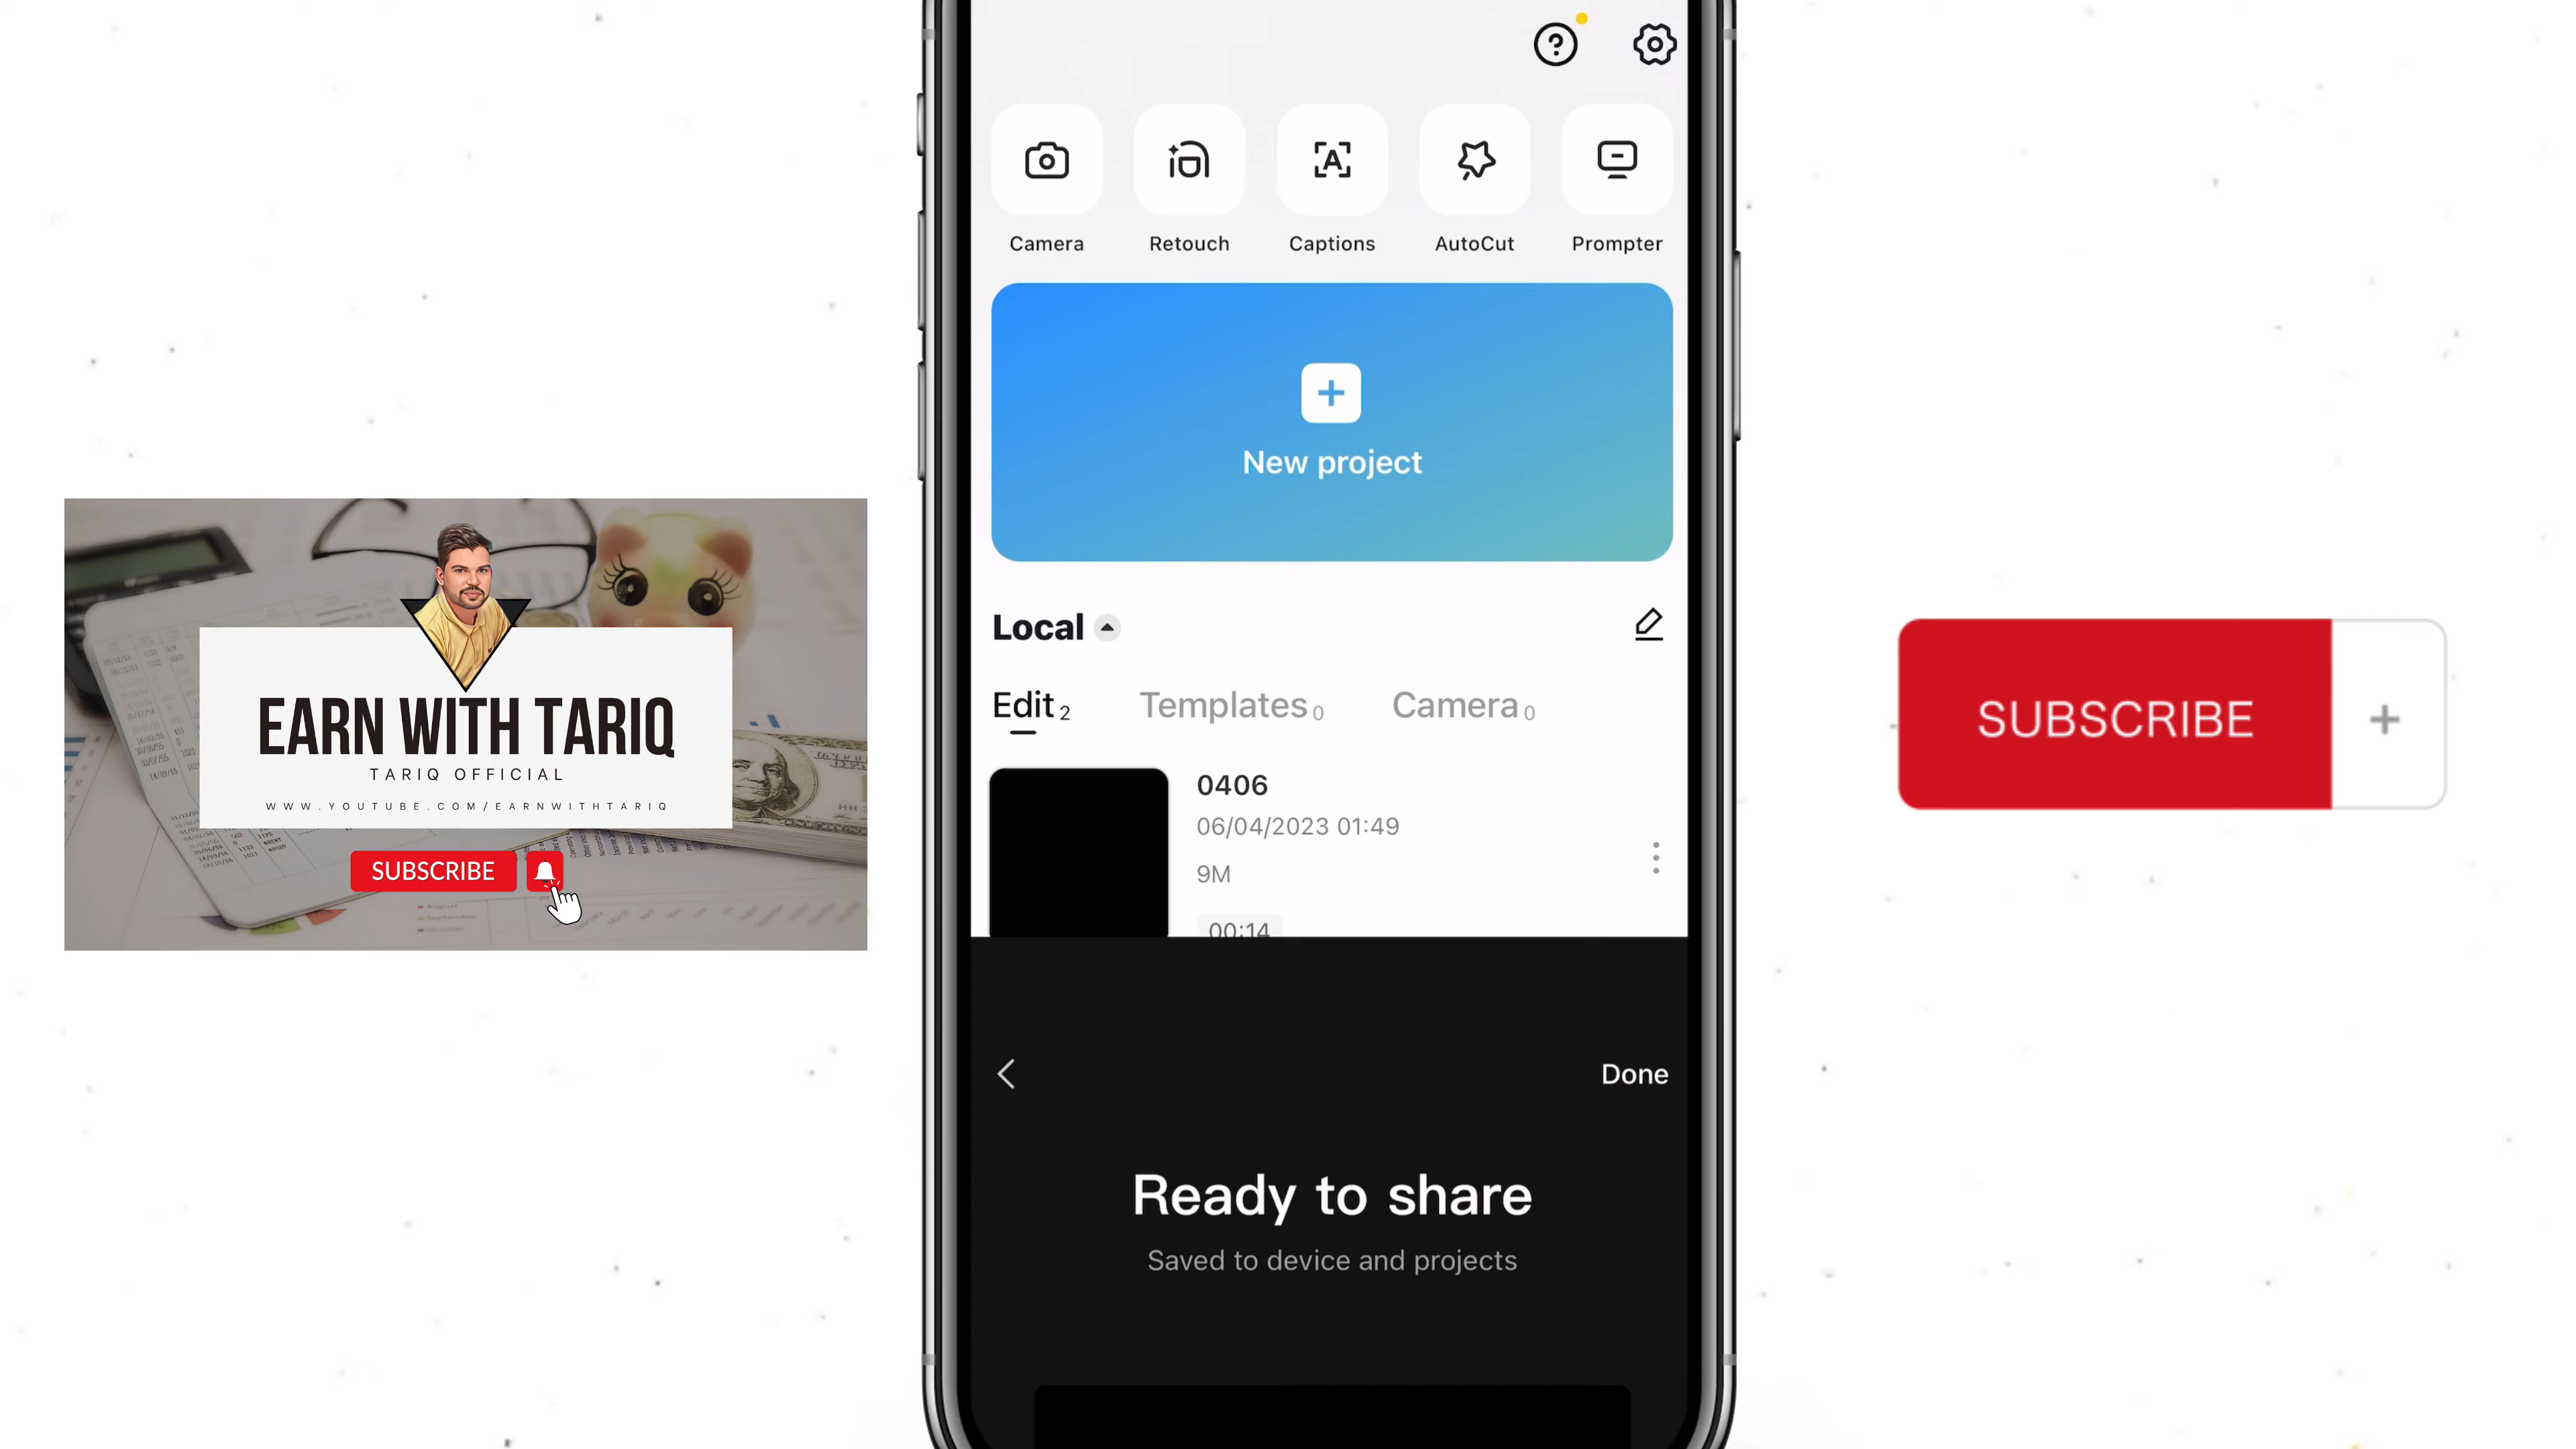 Camera
Retouch
Captions
AutoCut
Prompter
New project
Local
Edit 2
Templates 0
Camera 0
0406
06/04/2023 01:49
9M
00:14
Done
Ready to share
Saved to device and projects
EARN WITH TARIQ
TARIQ OFFICIAL
WWW.YOUTUBE.COM/EARNWITHTARIQ
SUBSCRIBE
SUBSCRIBE